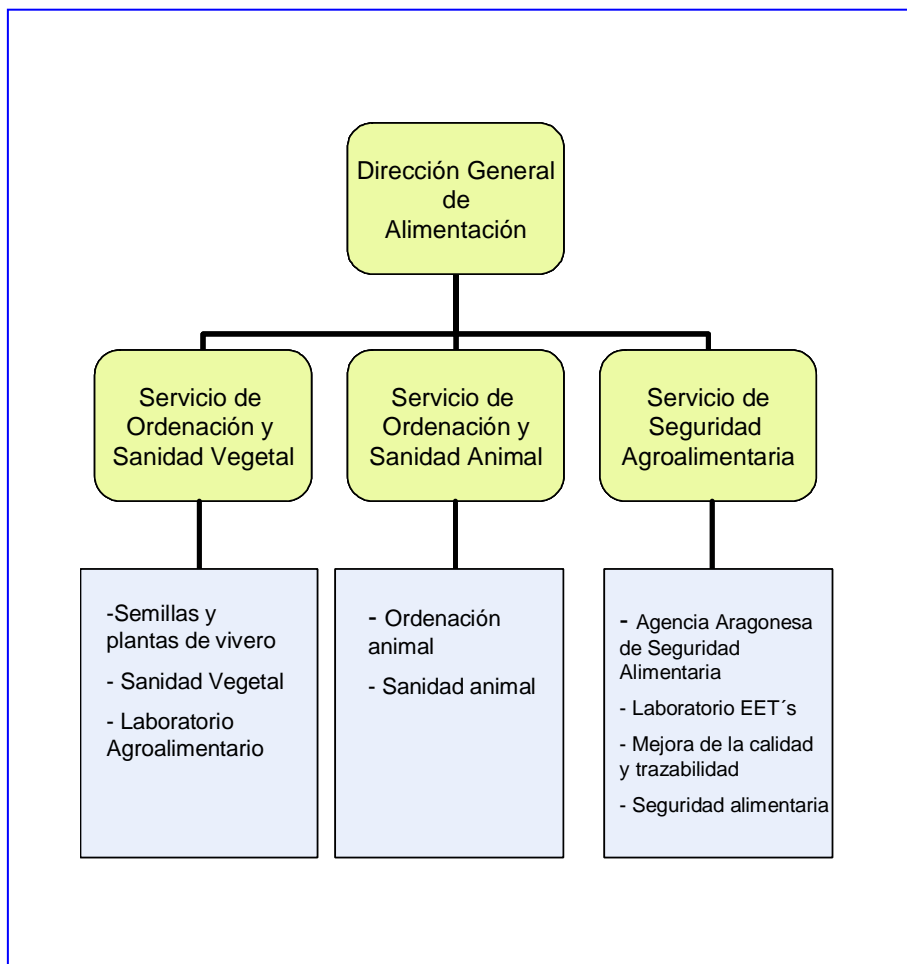 Dirección General
de
Alimentación
Servicio de
Ordenación y
Sanidad Vegetal
Servicio de
Ordenación y
Sanidad Animal
Servicio de
Seguridad
Agroalimentaria
-Semillas y
plantas de vivero
- Sanidad Vegetal
- Laboratorio
Agroalimentario
- Ordenación
animal
- Sanidad animal
- Agencia Aragonesa
de Seguridad
Alimentaria
- Laboratorio EET´s
- Mejora de la calidad
y trazabilidad
- Seguridad alimentaria